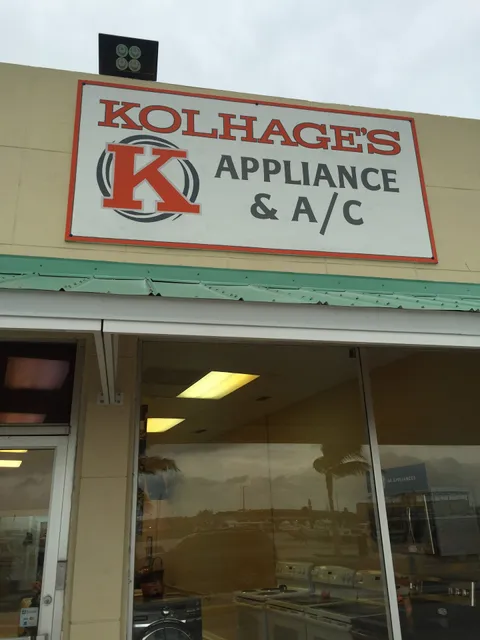 KOLHAGE'S
K
APPLIANCE
& A/C